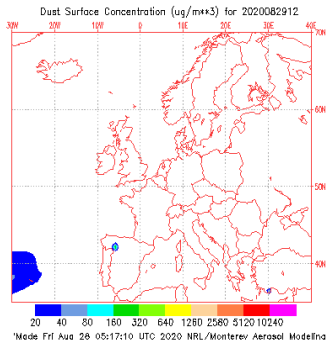 Dust Surface Concentration (ug/m**3) for 2020082912
30W 20W 10W 0 10E 20E 30E 40E
70N
60N
50N
40N
20 40 80 160 320 640 1280 2560 5120 10240
'Made Fri Aug 28 05:17:10 UTC 2020 NRL/Monterey Aerosol Modeling